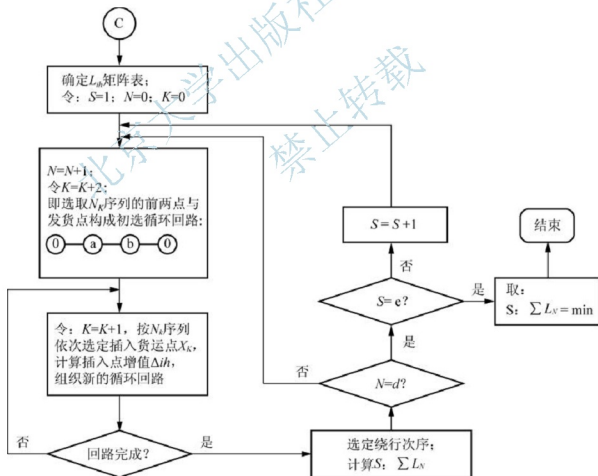 C
确定Lih矩阵表；
令：S=1；N=0；K=0
N=N+1；
令K=K+2；
即选取NK序列的前两点与
发货点构成初选循环回路：
0 a b 0
令：K=K+1，按Nk序列
依次选定插入货运点XK，
计算插入点增值Δih，
组织新的循环回路
回路完成？
否
是
选定绕行次序；
计算S：∑LN
N=d？
否
是
S=e？
否
是
S=S+1
取：
S：∑LN=min
结束
北京大学出版社
禁止转载